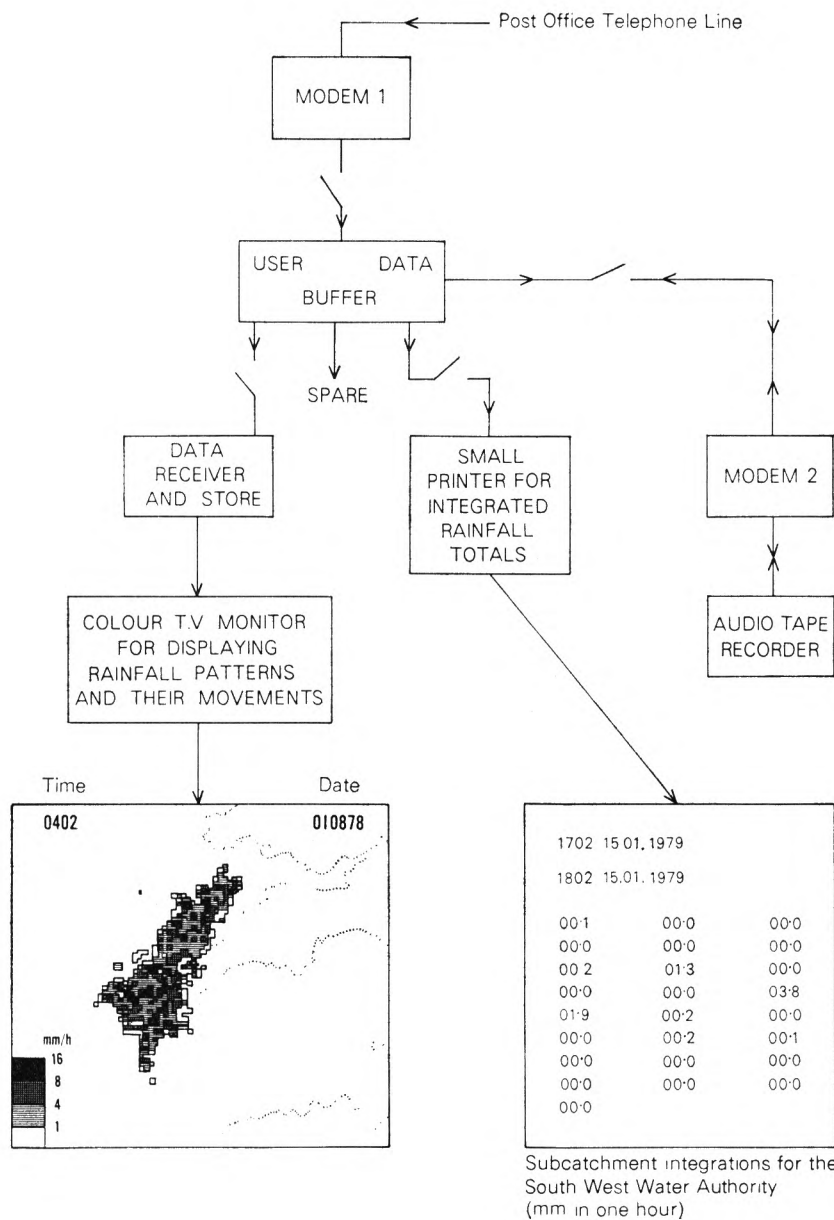 Post Office Telephone Line
MODEM 1
USER DATA
BUFFER
SPARE
DATA
RECEIVER
AND STORE
SMALL
PRINTER FOR
INTEGRATED
RAINFALL
TOTALS
MODEM 2
COLOUR T.V MONITOR
FOR DISPLAYING
RAINFALL PATTERNS
AND THEIR MOVEMENTS
AUDIO TAPE
RECORDER
Time Date
0402 010878
mm/h
16
8
4
1
1702 15 01. 1979
1802 15.01. 1979
00·1 00·0 00·0
00·0 00·0 00·0
00 2 01·3 00·0
00·0 00·0 03·8
01·9 00·2 00·0
00·0 00·2 00·1
00·0 00·0 00·0
00·0 00·0 00·0
00·0
Subcatchment integrations for the
South West Water Authority
(mm in one hour)